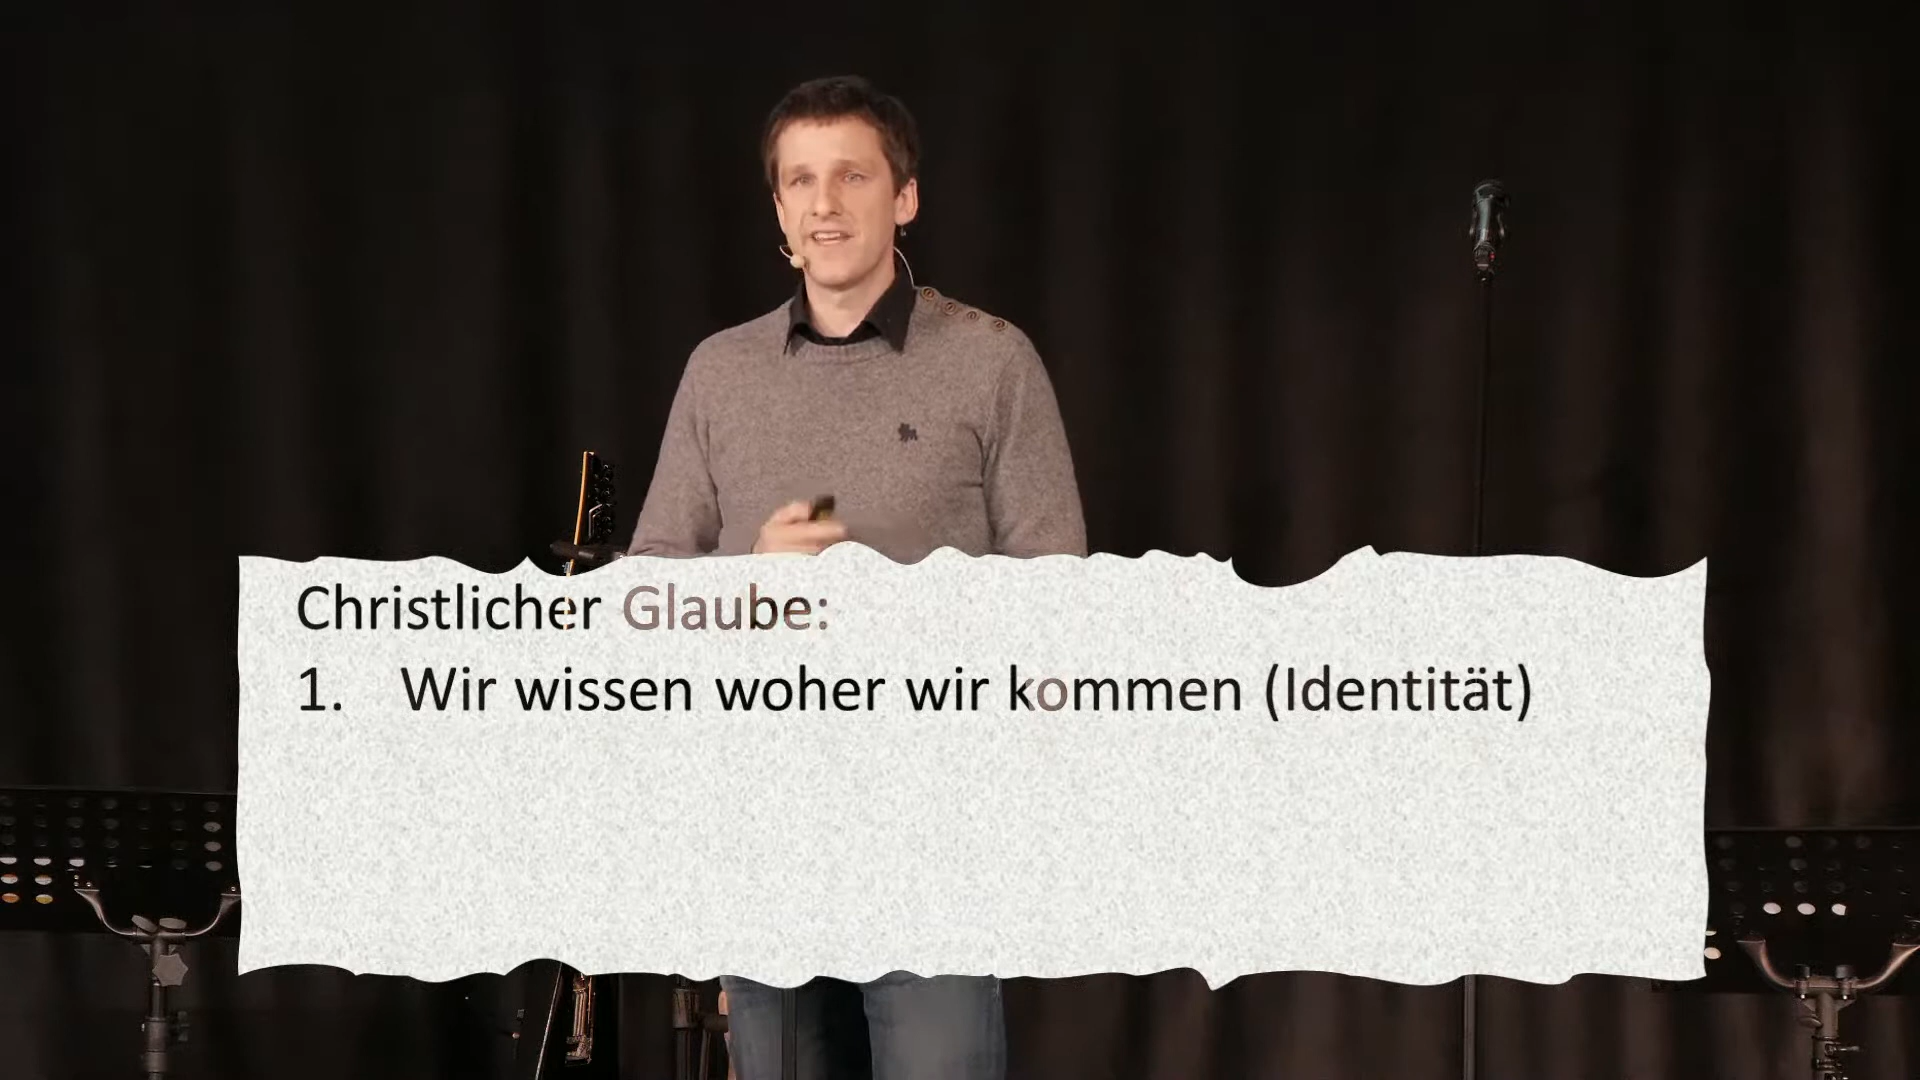 Christlicher Glaube:
1. Wir wissen woher wir kommen (Identität)